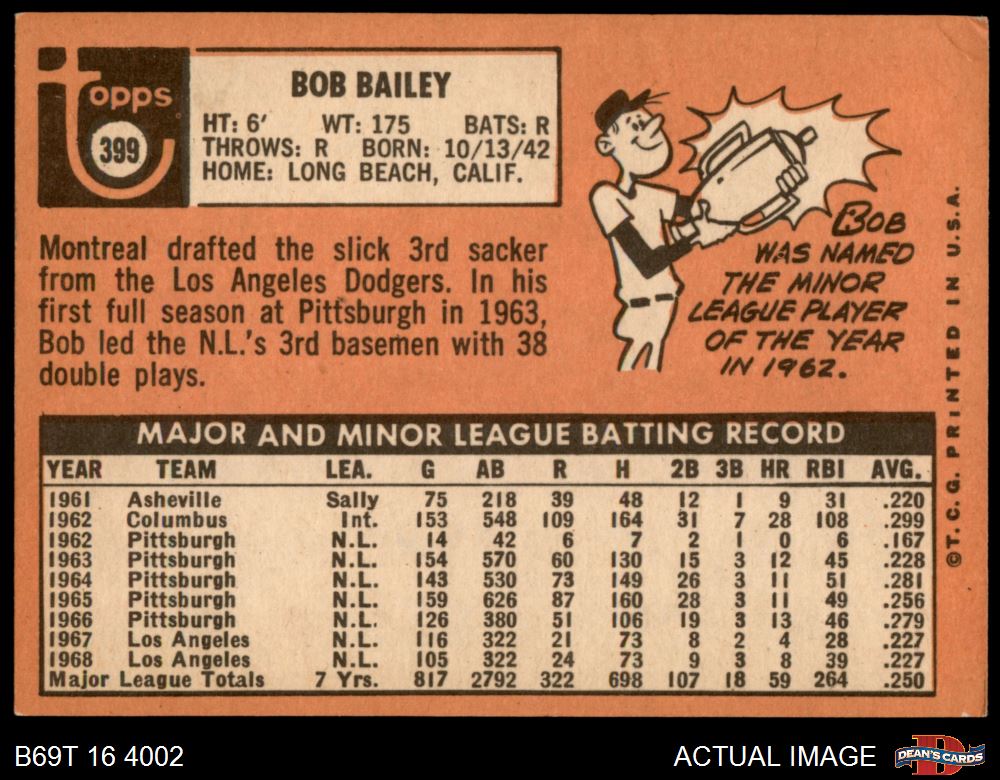 Topps
399
BOB BAILEY
HT: 6' WT: 175 BATS: R
THROWS: R BORN: 10/13/42
HOME: LONG BEACH, CALIF.
Montreal drafted the slick 3rd sacker
from the Los Angeles Dodgers. In his
first full season at Pittsburgh in 1963,
Bob led the N.L.'s 3rd basemen with 38
double plays.
BOB
WAS NAMED
THE MINOR
LEAGUE PLAYER
OF THE YEAR
IN 1962.
©T.C.G. PRINTED IN U.S.A.
MAJOR AND MINOR LEAGUE BATTING RECORD
YEAR TEAM LEA. G AB R H 2B 3B HR RBI AVG.
1961 Asheville Sally 75 218 39 48 12 1 9 31 .220
1962 Columbus Int. 153 548 109 164 31 7 28 108 .299
1962 Pittsburgh N.L. 14 42 6 7 2 1 0 6 .167
1963 Pittsburgh N.L. 154 570 60 130 15 3 12 45 .228
1964 Pittsburgh N.L. 143 530 73 149 26 3 11 51 .281
1965 Pittsburgh N.L. 159 626 87 160 28 3 11 49 .256
1966 Pittsburgh N.L. 126 380 51 106 19 3 13 46 .279
1967 Los Angeles N.L. 116 322 21 73 8 2 4 28 .227
1968 Los Angeles N.L. 105 322 24 73 9 3 8 39 .227
Major League Totals 7 Yrs. 817 2792 322 698 107 18 59 264 .250
B69T 16 4002
ACTUAL IMAGE
D
DEAN'S CARDS